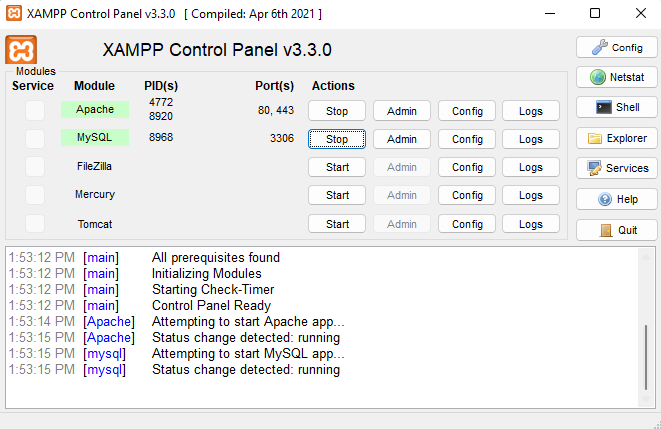 XAMPP Control Panel v3.3.0 [ Compiled: Apr 6th 2021 ]
XAMPP Control Panel v3.3.0
Config
Modules
Service Module PID(s) Port(s) Actions
Netstat
Apache 4772 8920 80, 443 Stop Admin Config Logs
Shell
MySQL 8968 3306 Stop Admin Config Logs
Explorer
FileZilla Start Admin Config Logs
Services
Mercury Start Admin Config Logs
Help
Tomcat Start Admin Config Logs
Quit
1:53:12 PM [main] All prerequisites found
1:53:12 PM [main] Initializing Modules
1:53:12 PM [main] Starting Check-Timer
1:53:12 PM [main] Control Panel Ready
1:53:14 PM [Apache] Attempting to start Apache app...
1:53:15 PM [Apache] Status change detected: running
1:53:15 PM [mysql] Attempting to start MySQL app...
1:53:15 PM [mysql] Status change detected: running